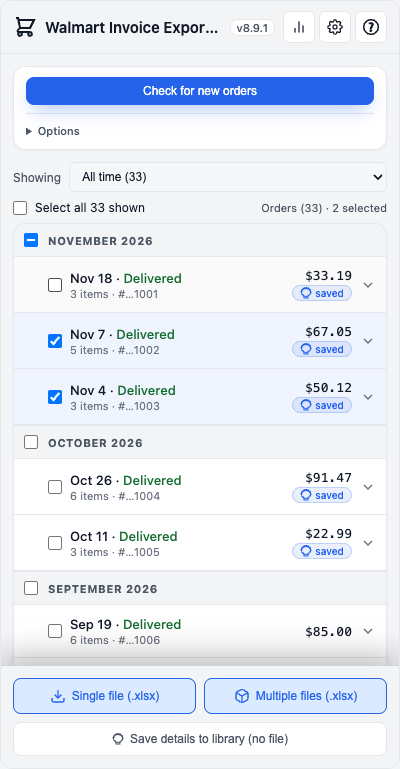 Walmart Invoice Expor... v8.9.1
Check for new orders
Options
Showing All time (33)
Select all 33 shown Orders (33) · 2 selected
NOVEMBER 2026
Nov 18 · Delivered $33.19
3 items · #...1001 saved
Nov 7 · Delivered $67.05
5 items · #...1002 saved
Nov 4 · Delivered $50.12
3 items · #...1003 saved
OCTOBER 2026
Oct 26 · Delivered $91.47
6 items · #...1004 saved
Oct 11 · Delivered $22.99
3 items · #...1005 saved
SEPTEMBER 2026
Sep 19 · Delivered $85.00
6 items · #...1006
Single file (.xlsx) Multiple files (.xlsx)
Save details to library (no file)